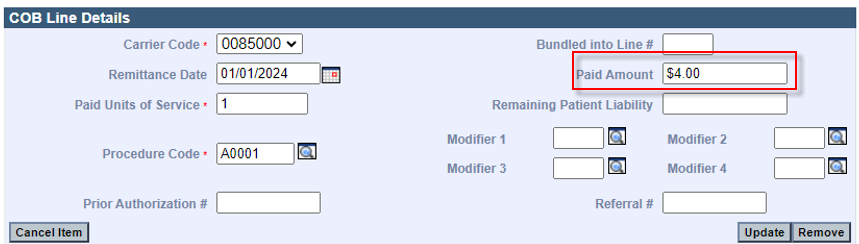 COB Line Details
Carrier Code * 0085000 Bundled into Line #
Remittance Date 01/01/2024 Paid Amount $4.00
Paid Units of Service * 1 Remaining Patient Liability
Modifier 1 Modifier 2
Procedure Code * A0001
Modifier 3 Modifier 4
Prior Authorization # Referral #
Cancel Item Update Remove